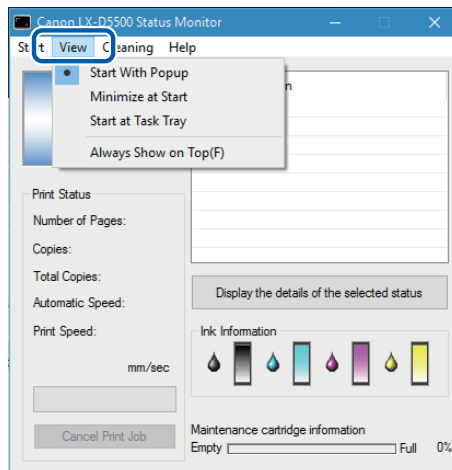 Canon LX-D5500 Status Monitor
View Cleaning Help
Start With Popup
Minimize at Start
Start at Task Tray
Always Show on Top(F)
Print Status
Number of Pages:
Copies:
Total Copies:
Automatic Speed:
Print Speed:
mm/sec
Cancel Print Job
Display the details of the selected status
Ink Information
Maintenance cartridge information
Empty Full 0%